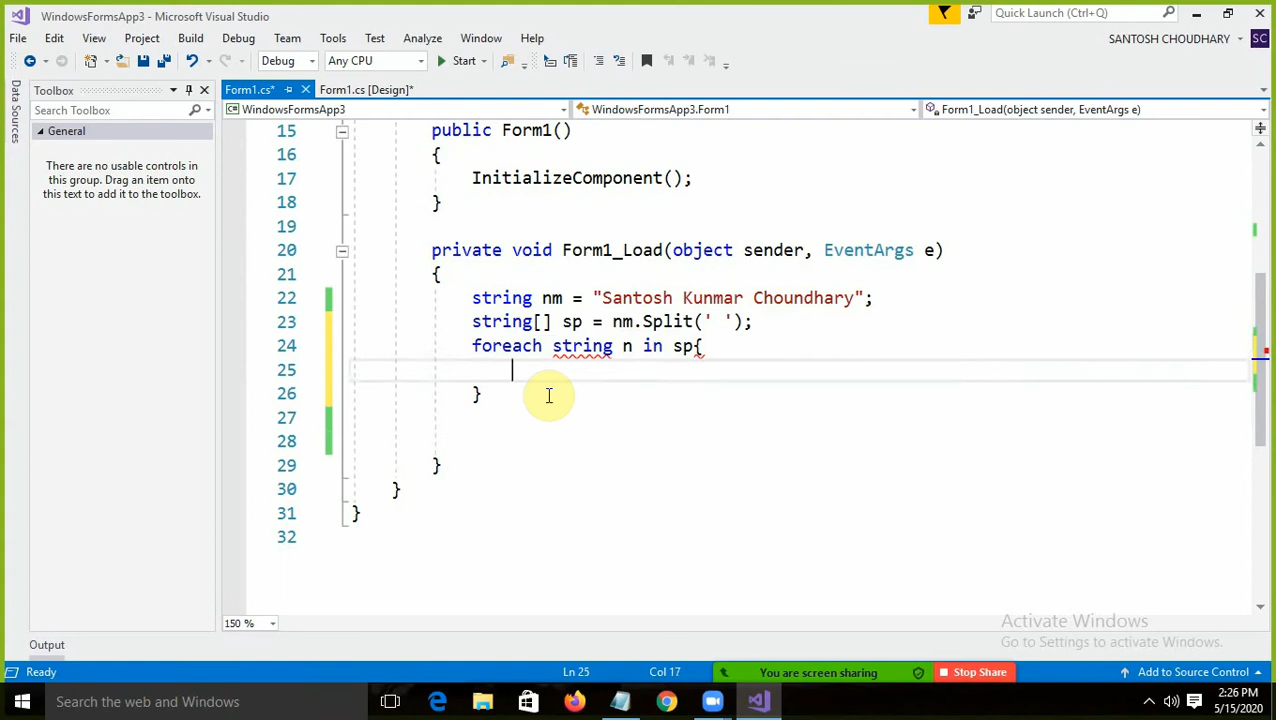 WindowsFormsApp3 - Microsoft Visual Studio
Quick Launch (Ctrl+Q)
File Edit View Project Build Debug Team Tools Test Analyze Window Help
SANTOSH CHOUDHARY SC
Debug Any CPU Start
Data Sources
Toolbox
Search Toolbox
General
There are no usable controls in
this group. Drag an item onto
this text to add it to the toolbox.
Form1.cs* Form1.cs [Design]*
WindowsFormsApp3 WindowsFormsApp3.Form1 Form1_Load(object sender, EventArgs e)
15 public Form1()
16 {
17 InitializeComponent();
18 }
19
20 private void Form1_Load(object sender, EventArgs e)
21 {
22 string nm = "Santosh Kunmar Choundhary";
23 string[] sp = nm.Split(' ');
24 foreach string n in sp{
25
26 }
27
28
29 }
30 }
31 }
32
150 %
Activate Windows
Go to Settings to activate Windows.
Output
Ready Ln 25 Col 17 You are screen sharing Stop Share Add to Source Control
Search the web and Windows
2:26 PM
5/15/2020